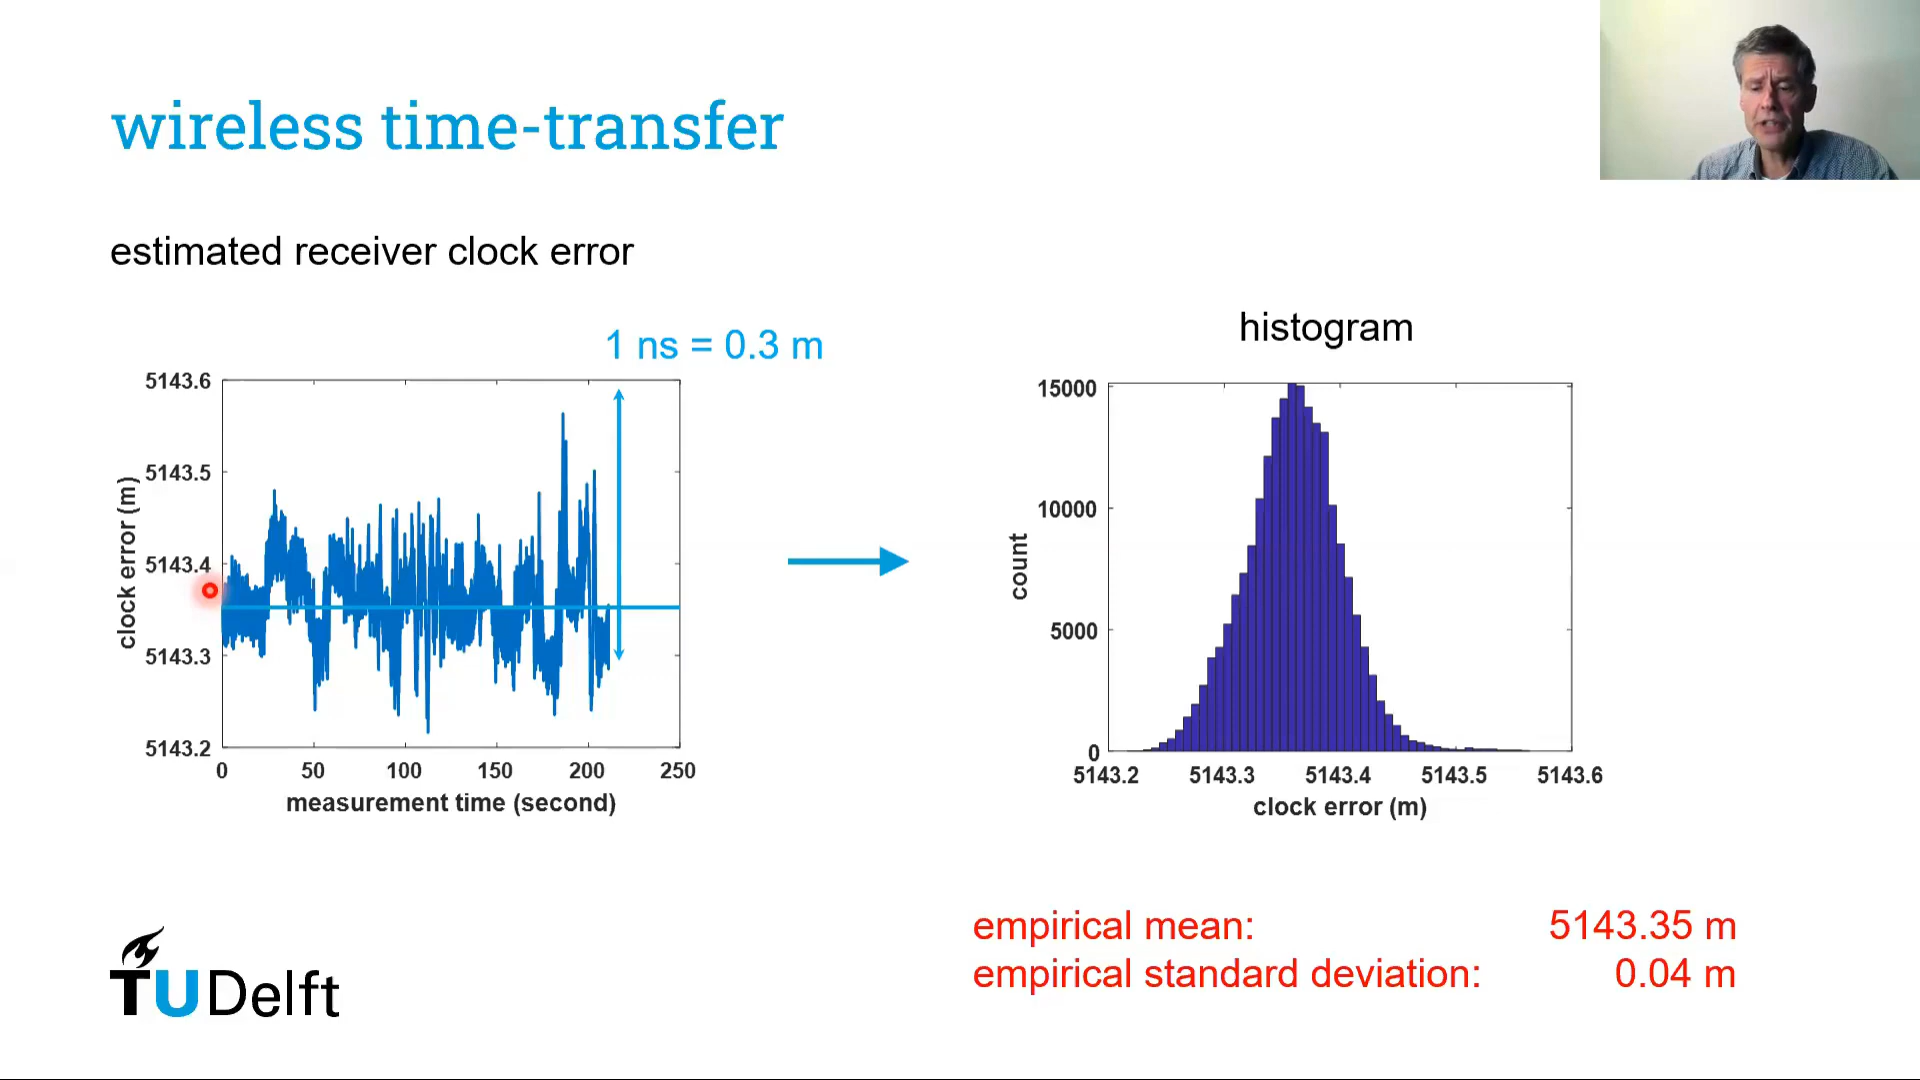 wireless time-transfer
estimated receiver clock error
1 ns = 0.3 m
5143.6
5143.5
5143.4
5143.3
5143.2
clock error (m)
0 50 100 150 200 250
measurement time (second)
histogram
15000
10000
5000
0
count
5143.2 5143.3 5143.4 5143.5 5143.6
clock error (m)
empirical mean: 5143.35 m
empirical standard deviation: 0.04 m
TUDelft